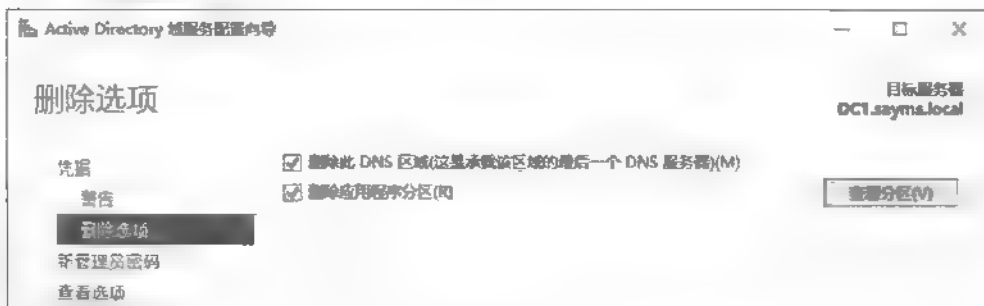 Active Directory 域服务配置向导
删除选项
目标服务器
DC1.sayms.local
凭据
警告
删除选项
新管理员密码
查看选项
删除此 DNS 区域(这是承载该区域的最后一个 DNS 服务器)(M)
删除应用程序分区(R)
查看分区(V)